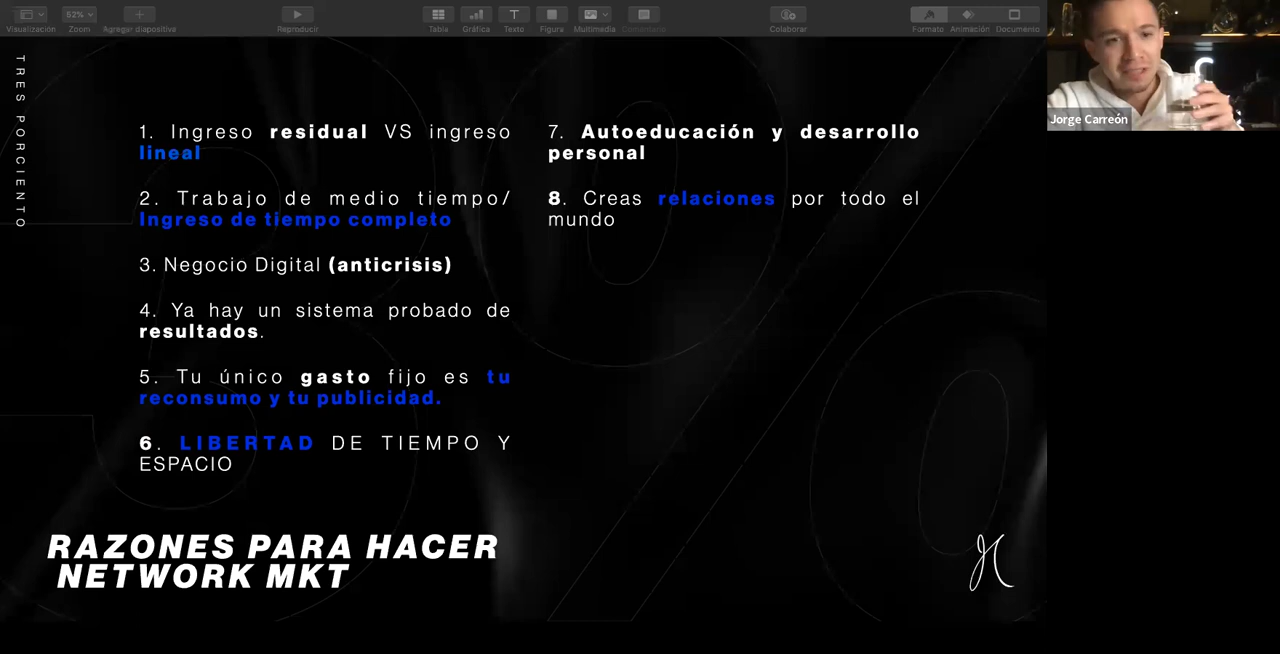 Visualización
52%
Zoom
Agregar diapositiva
Reproducir
Tabla
Gráfica
Texto
Figura
Multimedia
Comentario
Colaborar
Formato
Animación
Documento
Jorge Carreón
TRES PORCIENTO
1. Ingreso residual VS ingreso
lineal
2. Trabajo de medio tiempo/
Ingreso de tiempo completo
3. Negocio Digital (anticrisis)
4. Ya hay un sistema probado de
resultados.
5. Tu único gasto fijo es tu
reconsumo y tu publicidad.
6. LIBERTAD DE TIEMPO Y
ESPACIO
7. Autoeducación y desarrollo
personal
8. Creas relaciones por todo el
mundo
RAZONES PARA HACER
NETWORK MKT